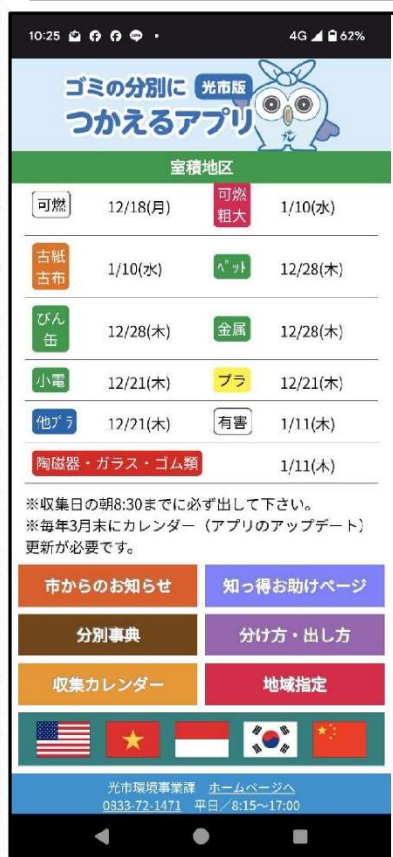 10:25 4G 62%
ゴミの分別に 光市版
つかえるアプリ
室積地区
可燃 12/18(月) 可燃粗大 1/10(水)
古紙古布 1/10(水) ペット 12/28(木)
びん缶 12/28(木) 金属 12/28(木)
小電 12/21(木) プラ 12/21(木)
他プラ 12/21(木) 有害 1/11(木)
陶磁器・ガラス・ゴム類 1/11(木)
※収集日の朝8:30までに必ず出して下さい。
※毎年3月末にカレンダー（アプリのアップデート）
更新が必要です。
市からのお知らせ 知っ得お助けページ
分別事典 分け方・出し方
収集カレンダー 地域指定
光市環境事業課 ホームページへ
0833-72-1471 平日／8:15～17:00